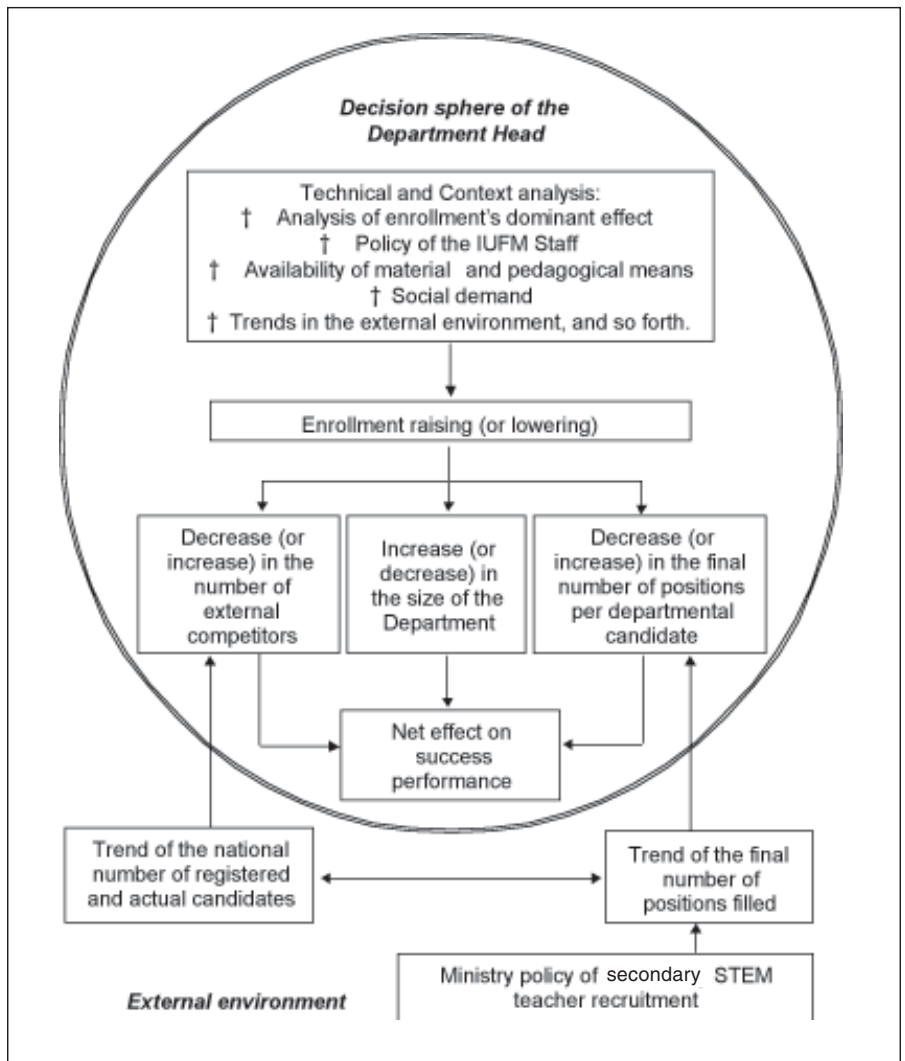 Decision sphere of the
Department Head
Technical and Context analysis:
† Analysis of enrollment's dominant effect
† Policy of the IUFM Staff
† Availability of material and pedagogical means
† Social demand
† Trends in the external environment, and so forth.
Enrollment raising (or lowering)
Decrease (or
increase) in the
number of
external
competitors
Increase (or
decrease) in
the size of the
Department
Decrease (or
increase) in the final
number of positions
per departmental
candidate
Net effect on
success
performance
Trend of the national
number of registered
and actual candidates
Trend of the final
number of
positions filled
Ministry policy of secondary STEM
teacher recruitment
External environment